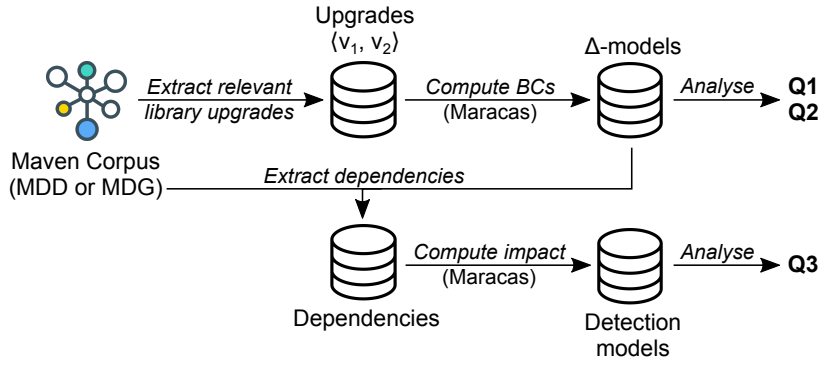 Upgrades
⟨v₁, v₂⟩
Δ-models
Extract relevant
library upgrades
Compute BCs
(Maracas)
Analyse
Q1
Q2
Maven Corpus
(MDD or MDG)
Extract dependencies
Compute impact
(Maracas)
Analyse
Q3
Dependencies
Detection
models